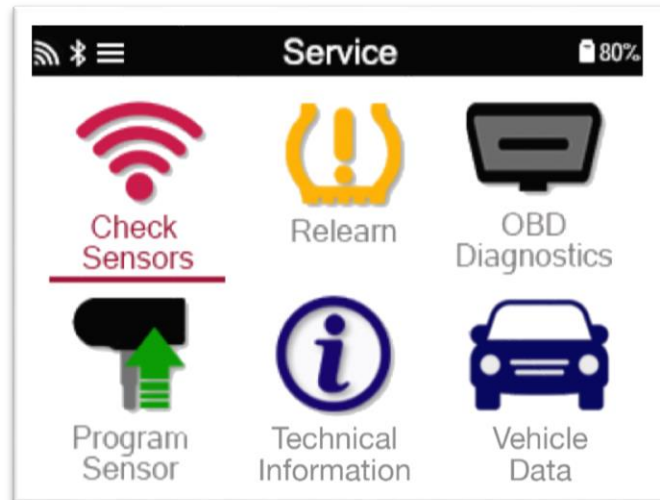 Service
80%
Check
Sensors
Relearn
OBD
Diagnostics
Program
Sensor
Technical
Information
Vehicle
Data